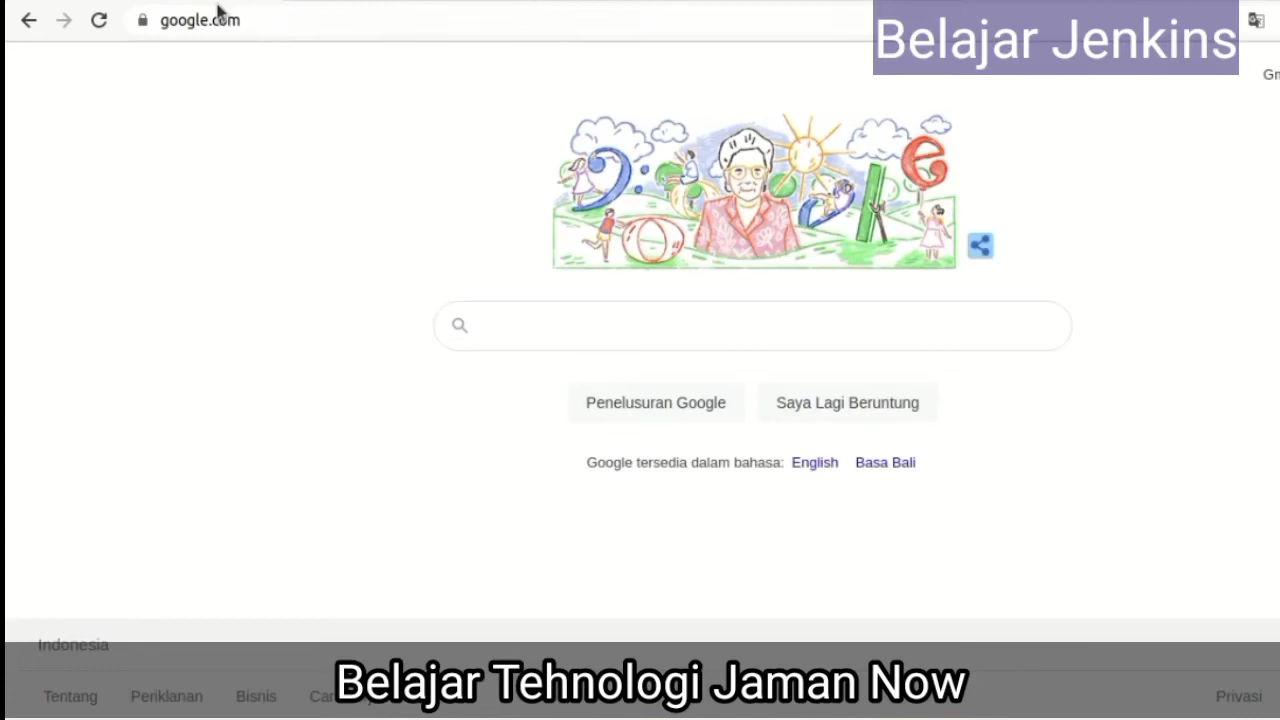 google.com
Belajar Jenkins
Penelusuran Google
Saya Lagi Beruntung
Google tersedia dalam bahasa: English Basa Bali
Indonesia
Tentang Periklanan Bisnis
Privasi
Belajar Tehnologi Jaman Now